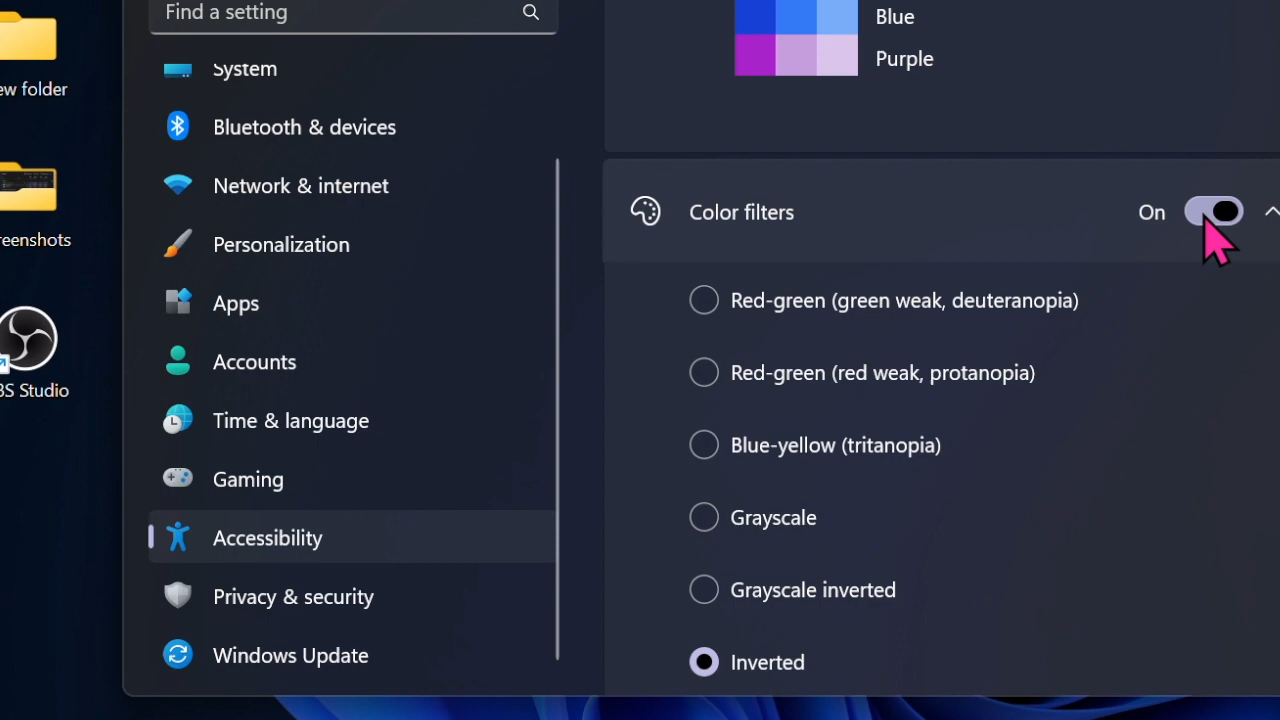 Find a setting
System
Bluetooth & devices
Network & internet
Personalization
Apps
Accounts
Time & language
Gaming
Accessibility
Privacy & security
Windows Update
ew folder
eenshots
BS Studio
Blue
Purple
Color filters
On
Red-green (green weak, deuteranopia)
Red-green (red weak, protanopia)
Blue-yellow (tritanopia)
Grayscale
Grayscale inverted
Inverted